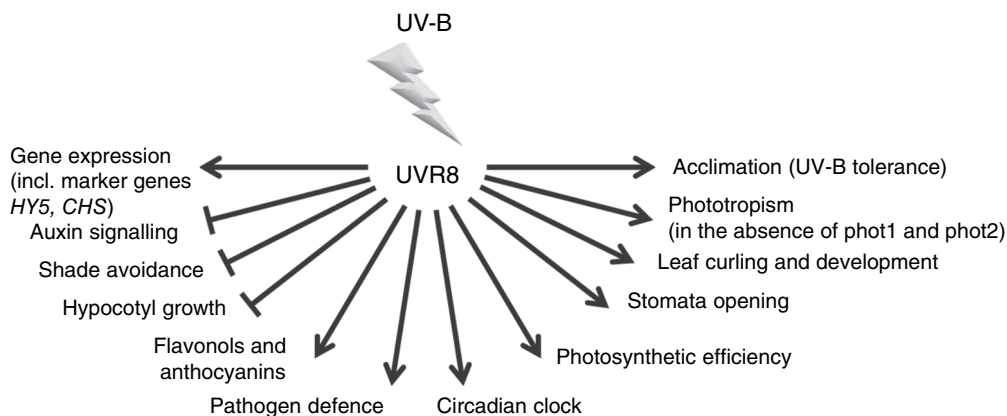 UV-B
UVR8
Gene expression
(incl. marker genes
HY5, CHS)
Auxin signalling
Shade avoidance
Hypocotyl growth
Flavonols and
anthocyanins
Pathogen defence
Circadian clock
Photosynthetic efficiency
Stomata opening
Leaf curling and development
Phototropism
(in the absence of phot1 and phot2)
Acclimation (UV-B tolerance)